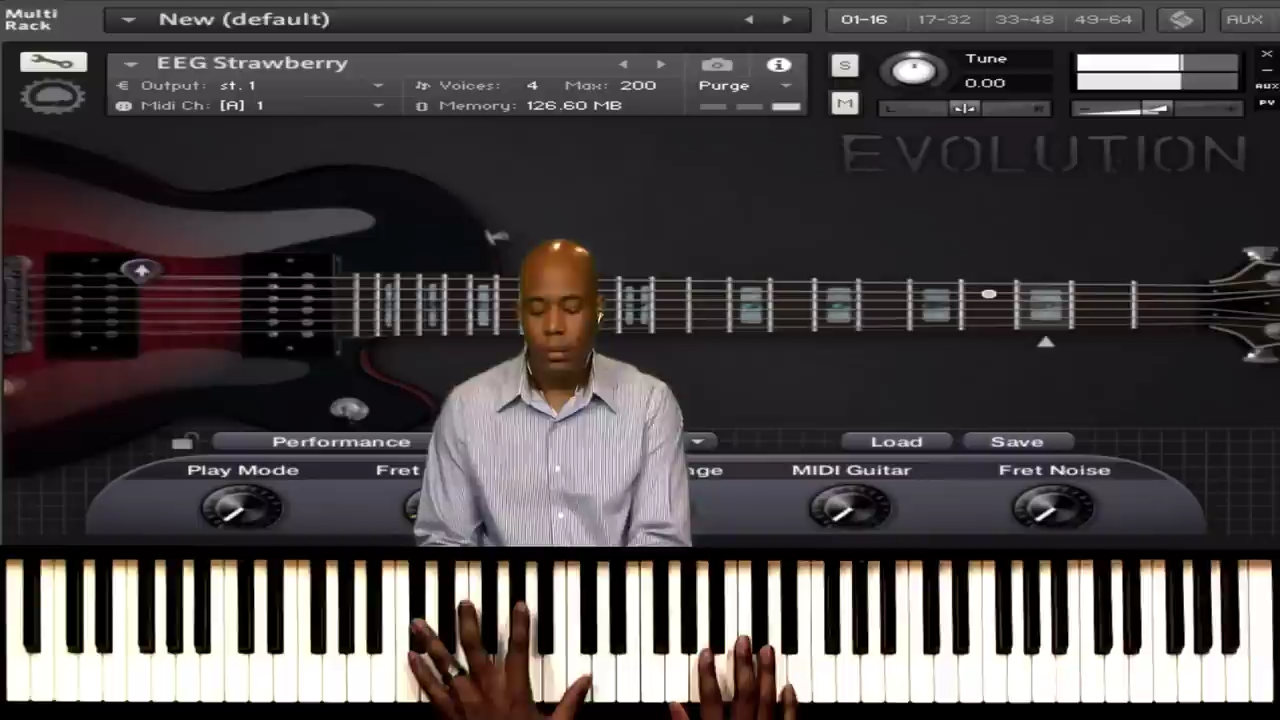 Multi Rack
New (default)
01-16 17-32 33-48 49-64
AUX
EEG Strawberry
Output: st. 1
Voices: 4 Max: 200
Purge
Midi Ch: [A] 1
Memory: 126.60 MB
S
M
Tune
0.00
L R
AUX
PV
EVOLUTION
Performance
Load
Save
Play Mode
Fret
nge
MIDI Guitar
Fret Noise